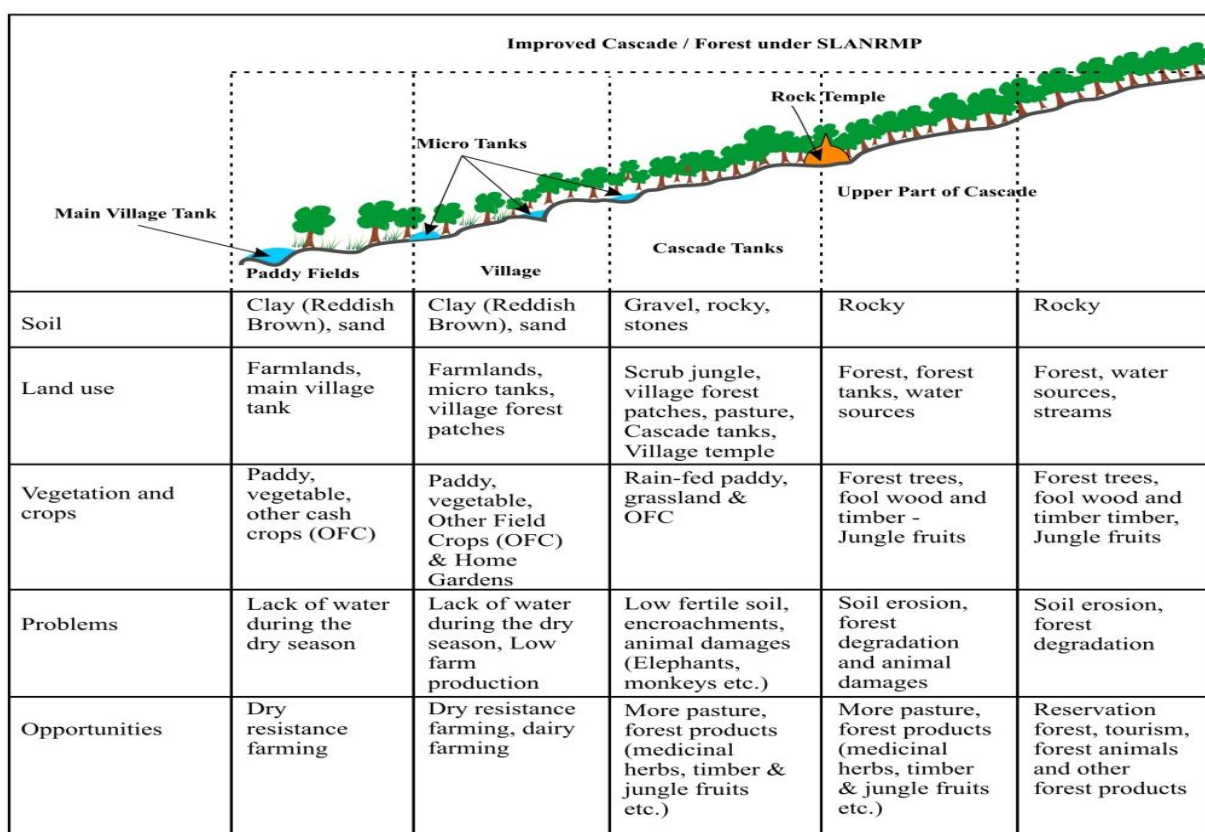 Improved Cascade / Forest under SLANRMP
Rock Temple
Micro Tanks
Upper Part of Cascade
Main Village Tank
Cascade Tanks
Paddy Fields
Village
Soil
Clay (Reddish
Brown), sand
Clay (Reddish
Brown), sand
Gravel, rocky,
stones
Rocky
Rocky
Land use
Farmlands,
main village
tank
Farmlands,
micro tanks,
village forest
patches
Scrub jungle,
village forest
patches, pasture,
Cascade tanks,
Village temple
Forest, forest
tanks, water
sources
Forest, water
sources,
streams
Vegetation and
crops
Paddy,
vegetable,
other cash
crops (OFC)
Paddy,
vegetable,
Other Field
Crops (OFC)
& Home
Gardens
Rain-fed paddy,
grassland &
OFC
Forest trees,
fool wood and
timber -
Jungle fruits
Forest trees,
fool wood and
timber timber,
Jungle fruits
Problems
Lack of water
during the
dry season
Lack of water
during the dry
season, Low
farm
production
Low fertile soil,
encroachments,
animal damages
(Elephants,
monkeys etc.)
Soil erosion,
forest
degradation
and animal
damages
Soil erosion,
forest
degradation
Opportunities
Dry
resistance
farming
Dry resistance
farming, dairy
farming
More pasture,
forest products
(medicinal
herbs, timber &
jungle fruits
etc.)
More pasture,
forest products
(medicinal
herbs, timber
& jungle fruits
etc.)
Reservation
forest, tourism,
forest animals
and other
forest products